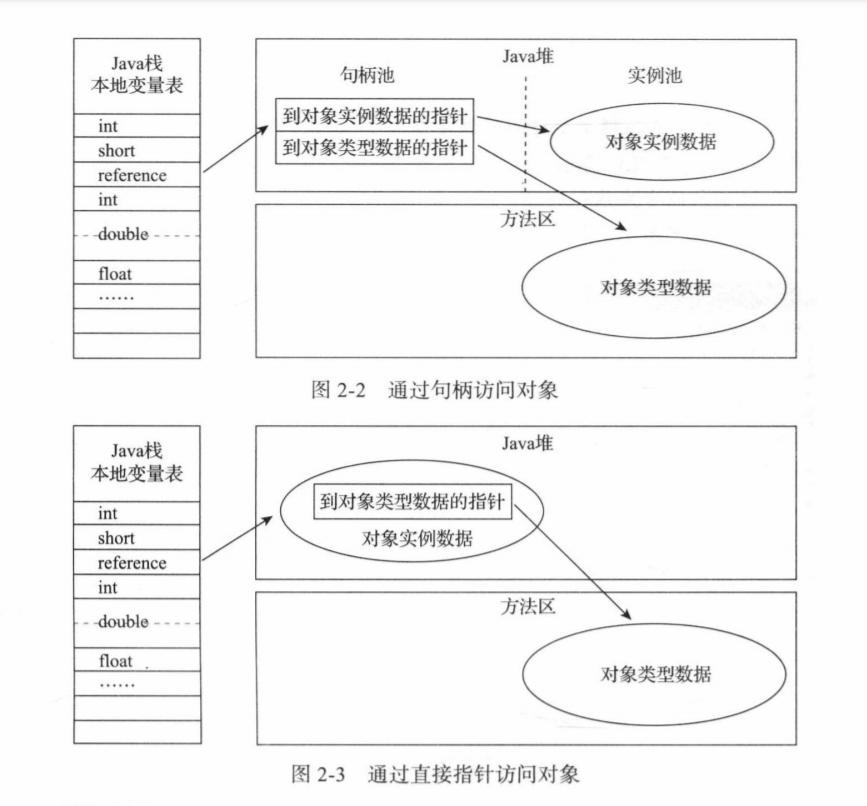 Java栈
本地变量表
int
short
reference
int
double
float
……
Java堆
句柄池
实例池
到对象实例数据的指针
到对象类型数据的指针
对象实例数据
方法区
对象类型数据
图 2-2 通过句柄访问对象
Java栈
本地变量表
int
short
reference
int
double
float
……
Java堆
到对象类型数据的指针
对象实例数据
方法区
对象类型数据
图 2-3 通过直接指针访问对象